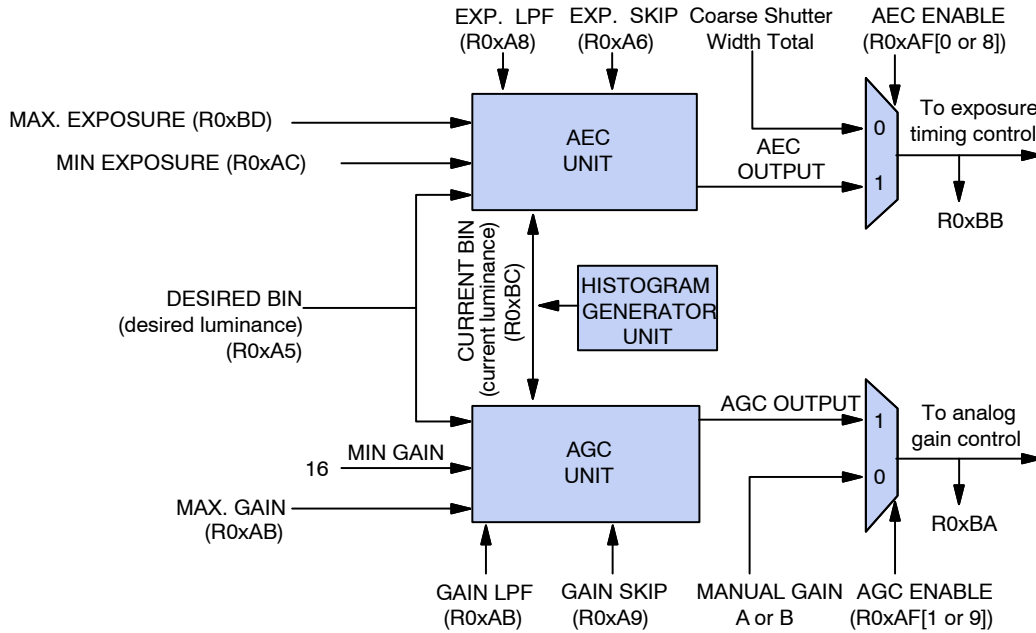 EXP. LPF
(R0xA8)
EXP. SKIP
(R0xA6)
Coarse Shutter
Width Total
AEC ENABLE
(R0xAF[0 or 8])
MAX. EXPOSURE (R0xBD)
MIN EXPOSURE (R0xAC)
AEC
UNIT
AEC
OUTPUT
0
1
To exposure
timing control
R0xBB
DESIRED BIN
(desired luminance)
(R0xA5)
CURRENT BIN
(current luminance)
(R0xBC)
HISTOGRAM
GENERATOR
UNIT
16
MIN GAIN
MAX. GAIN
(R0xAB)
AGC
UNIT
AGC OUTPUT
1
0
To analog
gain control
R0xBA
GAIN LPF
(R0xAB)
GAIN SKIP
(R0xA9)
MANUAL GAIN
A or B
AGC ENABLE
(R0xAF[1 or 9])